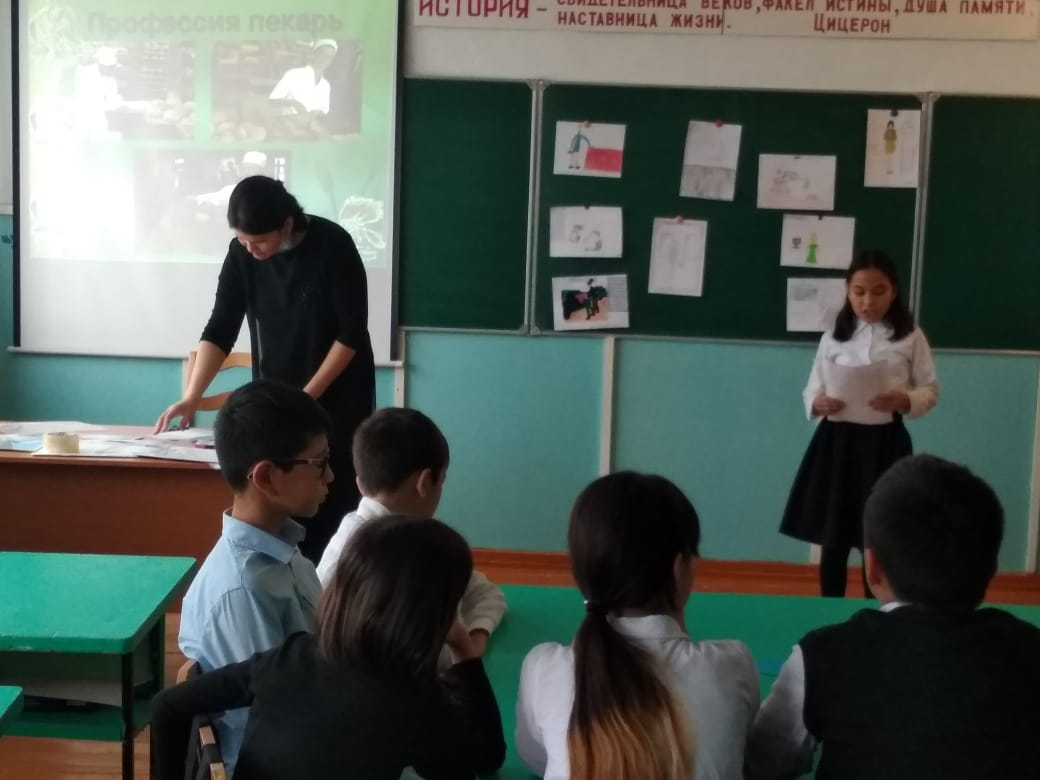 Профессия пекарь
ИСТОРИЯ – СВИДЕТЕЛЬНИЦА ВЕКОВ, ФАКЕЛ ИСТИНЫ, ДУША ПАМЯТИ,
НАСТАВНИЦА ЖИЗНИ. ЦИЦЕРОН